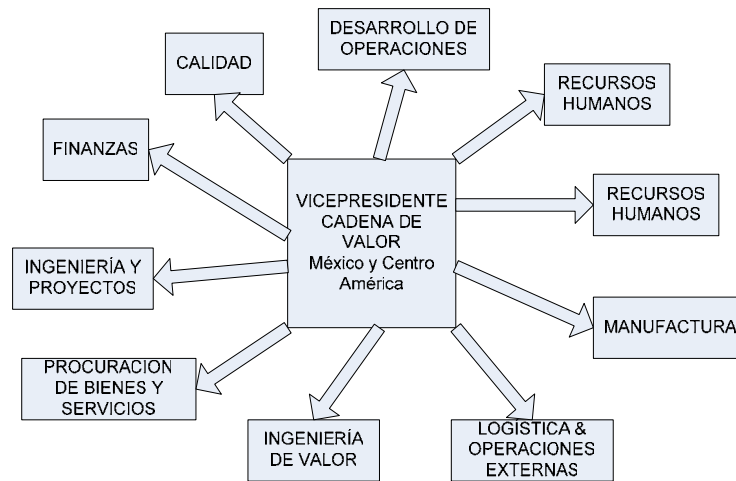 DESARROLLO DE
OPERACIONES
CALIDAD
RECURSOS
HUMANOS
FINANZAS
RECURSOS
HUMANOS
VICEPRESIDENTE
CADENA DE
VALOR
México y Centro
América
INGENIERÍA Y
PROYECTOS
MANUFACTURA
PROCURACION
DE BIENES Y
SERVICIOS
INGENIERÍA
DE VALOR
LOGISTICA &
OPERACIONES
EXTERNAS